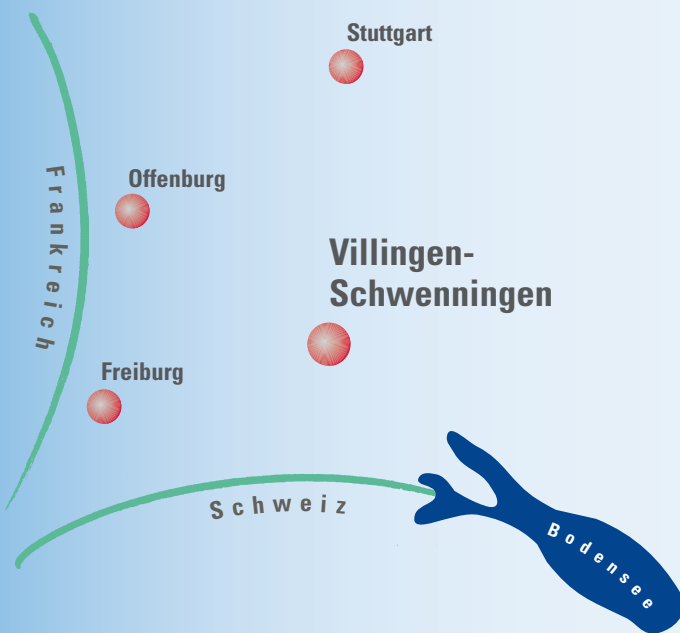 Stuttgart
Offenburg
Frankreich
Villingen-
Schwenningen
Freiburg
Schweiz
Bodensee